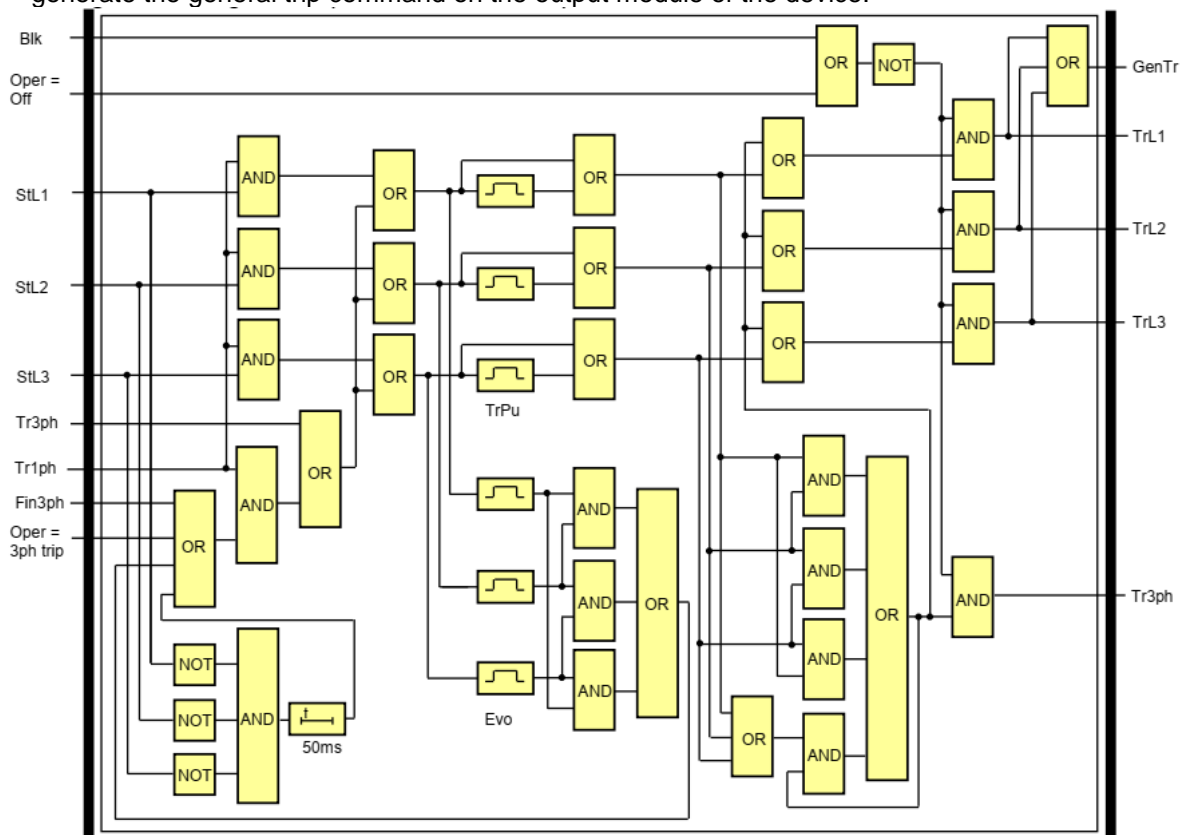 generate the general trip command on the output module of the device.
Blk
OR
NOT
OR
GenTr
Oper =
Off
AND
OR
OR
OR
AND
TrL1
StL1
AND
OR
OR
OR
AND
TrL2
StL2
AND
OR
OR
OR
AND
TrL3
StL3
TrPu
Tr3ph
Tr1ph
OR
AND
Fin3ph
Oper =
3ph trip
OR
AND
AND
AND
AND
OR
AND
AND
AND
OR
AND
Tr3ph
NOT
NOT
NOT
AND
t
50ms
Evo
OR
AND